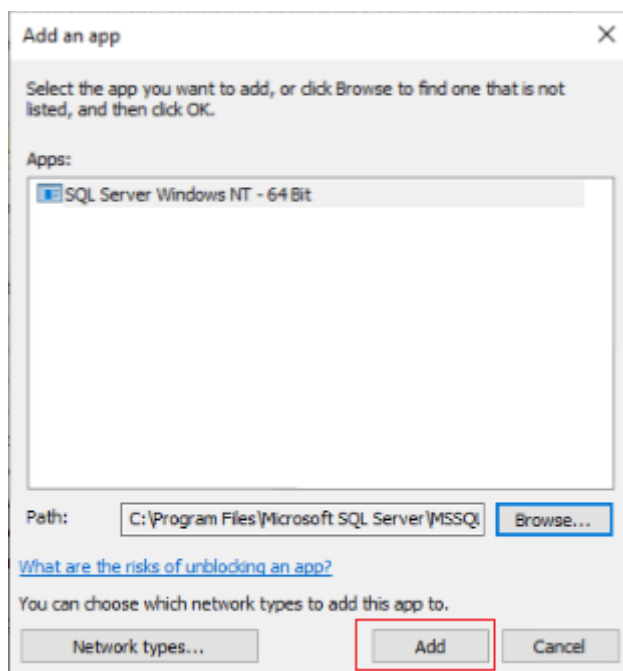 Add an app
Select the app you want to add, or click Browse to find one that is not
listed, and then click OK.
Apps:
SQL Server Windows NT - 64 Bit
Path:
C:\Program Files\Microsoft SQL Server\MSSQL
Browse...
What are the risks of unblocking an app?
You can choose which network types to add this app to.
Network types...
Add
Cancel